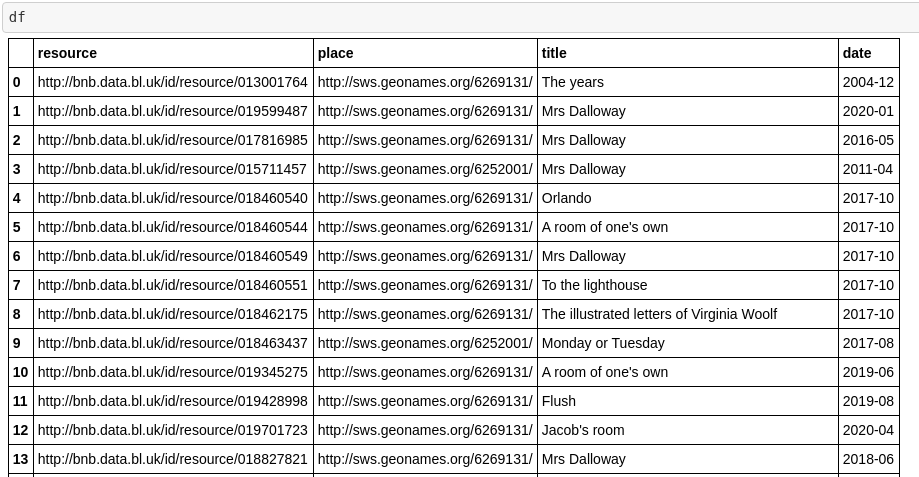 df
resource place title date
0 http://bnb.data.bl.uk/id/resource/013001764 http://sws.geonames.org/6269131/ The years 2004-12
1 http://bnb.data.bl.uk/id/resource/019599487 http://sws.geonames.org/6269131/ Mrs Dalloway 2020-01
2 http://bnb.data.bl.uk/id/resource/017816985 http://sws.geonames.org/6269131/ Mrs Dalloway 2016-05
3 http://bnb.data.bl.uk/id/resource/015711457 http://sws.geonames.org/6252001/ Mrs Dalloway 2011-04
4 http://bnb.data.bl.uk/id/resource/018460540 http://sws.geonames.org/6269131/ Orlando 2017-10
5 http://bnb.data.bl.uk/id/resource/018460544 http://sws.geonames.org/6269131/ A room of one's own 2017-10
6 http://bnb.data.bl.uk/id/resource/018460549 http://sws.geonames.org/6269131/ Mrs Dalloway 2017-10
7 http://bnb.data.bl.uk/id/resource/018460551 http://sws.geonames.org/6269131/ To the lighthouse 2017-10
8 http://bnb.data.bl.uk/id/resource/018462175 http://sws.geonames.org/6269131/ The illustrated letters of Virginia Woolf 2017-10
9 http://bnb.data.bl.uk/id/resource/018463437 http://sws.geonames.org/6252001/ Monday or Tuesday 2017-08
10 http://bnb.data.bl.uk/id/resource/019345275 http://sws.geonames.org/6269131/ A room of one's own 2019-06
11 http://bnb.data.bl.uk/id/resource/019428998 http://sws.geonames.org/6269131/ Flush 2019-08
12 http://bnb.data.bl.uk/id/resource/019701723 http://sws.geonames.org/6269131/ Jacob's room 2020-04
13 http://bnb.data.bl.uk/id/resource/018827821 http://sws.geonames.org/6269131/ Mrs Dalloway 2018-06